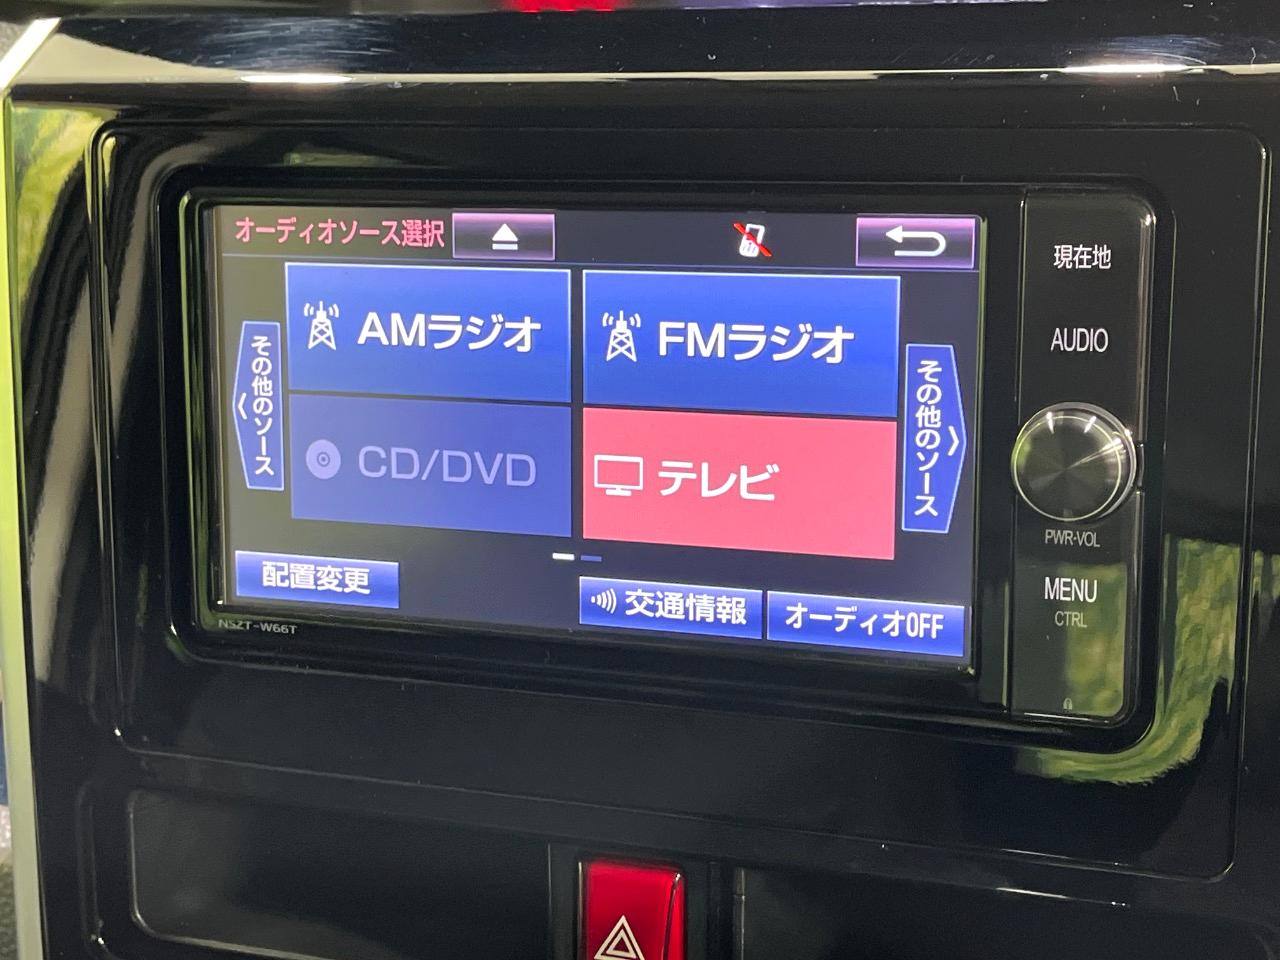 オーディオソース選択
現在地
AMラジオ
FMラジオ
AUDIO
その他のソース
その他のソース
CD/DVD
テレビ
PWR·VOL
配置変更
交通情報
オーディオOFF
MENU
CTRL
NSZT-W66T